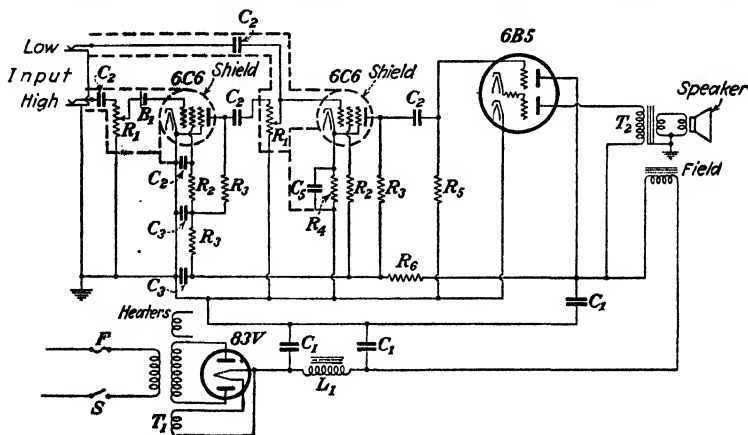 C2
Low
6B5
Input
6C6
Shield
6C6
Shield
C2
C2
C2
Speaker
High
B1
R1
R1
T2
C2
R2
R3
C5
R2
R3
R5
Field
R4
C3
R3
R6
C3
C1
Heaters
F
83V
C1
C1
S
L1
T1